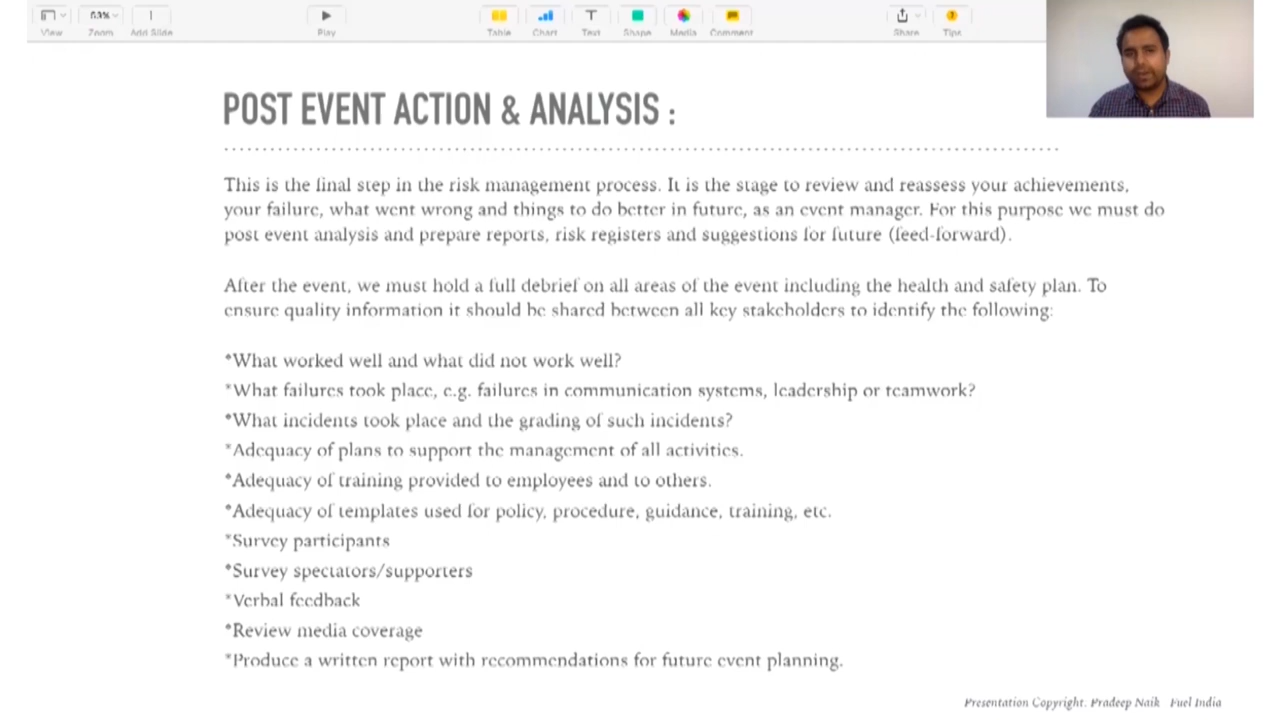 View Zoom Add Slide Play Table Chart Text Shape Media Comment Share Tips
POST EVENT ACTION & ANALYSIS :
This is the final step in the risk management process. It is the stage to review and reassess your achievements,
your failure, what went wrong and things to do better in future, as an event manager. For this purpose we must do
post event analysis and prepare reports, risk registers and suggestions for future (feed-forward).
After the event, we must hold a full debrief on all areas of the event including the health and safety plan. To
ensure quality information it should be shared between all key stakeholders to identify the following:
*What worked well and what did not work well?
*What failures took place, e.g. failures in communication systems, leadership or teamwork?
*What incidents took place and the grading of such incidents?
*Adequacy of plans to support the management of all activities.
*Adequacy of training provided to employees and to others.
*Adequacy of templates used for policy, procedure, guidance, training, etc.
*Survey participants
*Survey spectators/supporters
*Verbal feedback
*Review media coverage
*Produce a written report with recommendations for future event planning.
Presentation Copyright. Pradeep Naik Fuel India